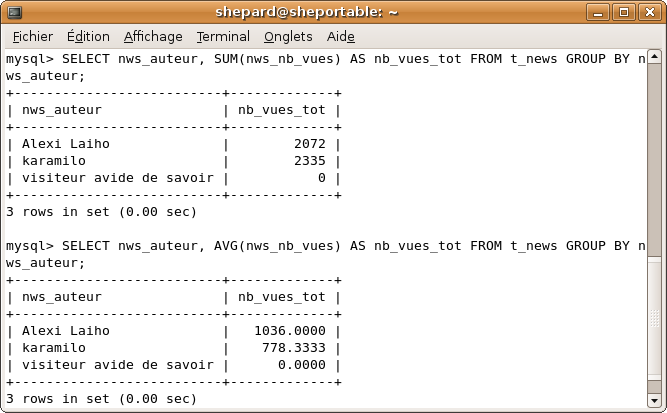 shepard@sheportable: ~
Fichier Édition Affichage Terminal Onglets Aide
mysql> SELECT nws_auteur, SUM(nws_nb_vues) AS nb_vues_tot FROM t_news GROUP BY n
ws_auteur;
+---------------------------+-------------+
| nws_auteur                | nb_vues_tot |
+---------------------------+-------------+
| Alexi Laiho               |        2072 |
| karamilo                  |        2335 |
| visiteur avide de savoir |           0 |
+---------------------------+-------------+
3 rows in set (0.00 sec)
mysql> SELECT nws_auteur, AVG(nws_nb_vues) AS nb_vues_tot FROM t_news GROUP BY n
ws_auteur;
+---------------------------+-------------+
| nws_auteur                | nb_vues_tot |
+---------------------------+-------------+
| Alexi Laiho               |   1036.0000 |
| karamilo                  |    778.3333 |
| visiteur avide de savoir |      0.0000 |
+---------------------------+-------------+
3 rows in set (0.00 sec)